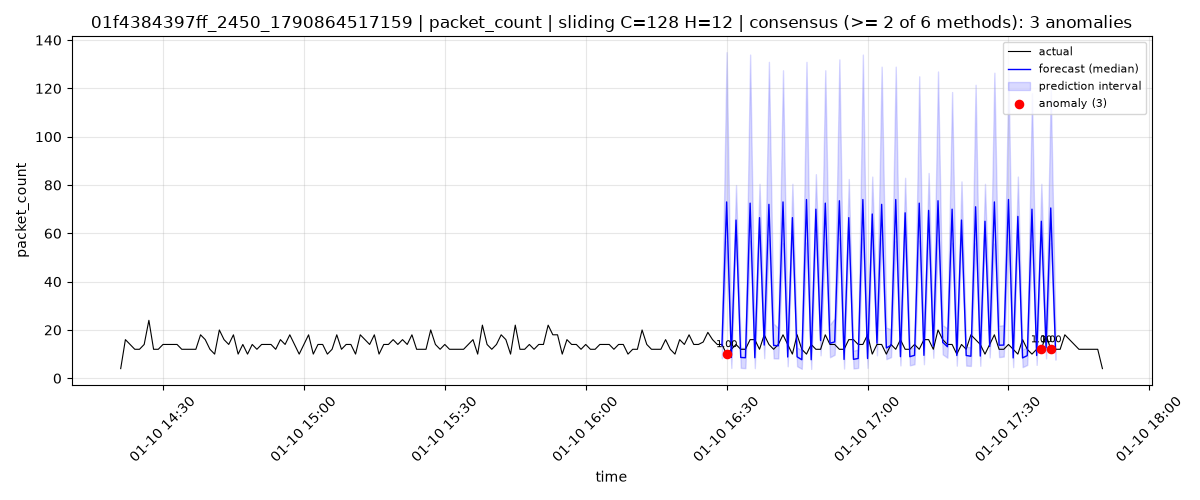 01f4384397ff_2450_1790864517159 | packet_count | sliding C=128 H=12 | consensus (>= 2 of 6 methods): 3 anomalies
actual
forecast (median)
prediction interval
anomaly (3)
packet_count
140
120
100
80
60
40
20
0
1.00
01-10 14:30
01-10 15:00
01-10 15:30
01-10 16:00
01-10 16:30
01-10 17:00
01-10 17:30
01-10 18:00
time